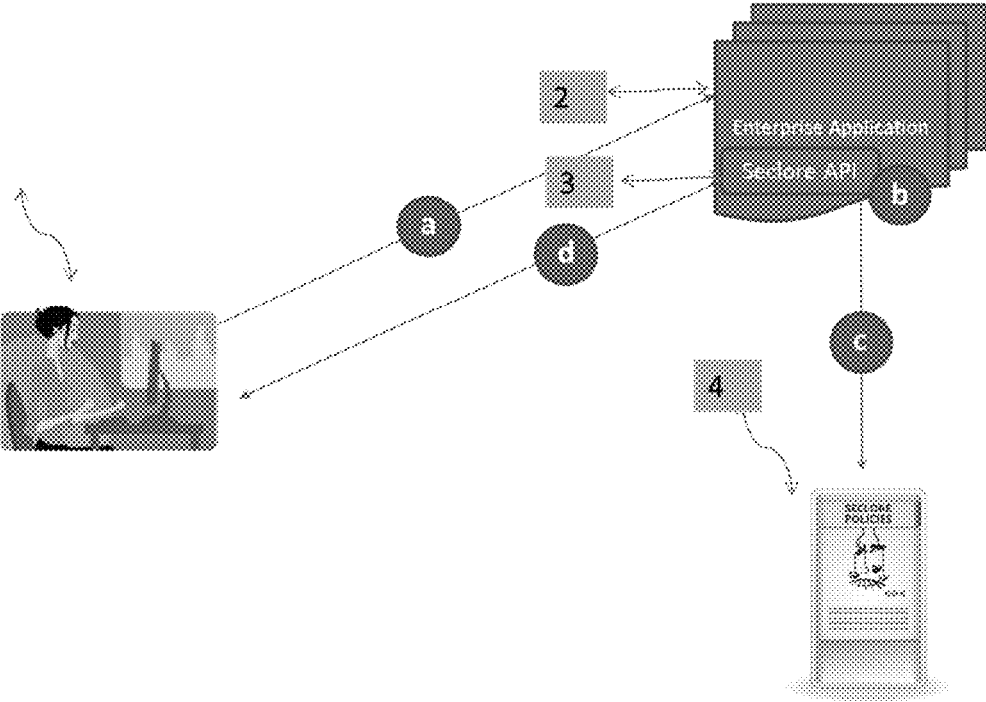 2
Enterprise Application
3
Seclore API
b
a
d
c
4
SECLORE
POLICIES